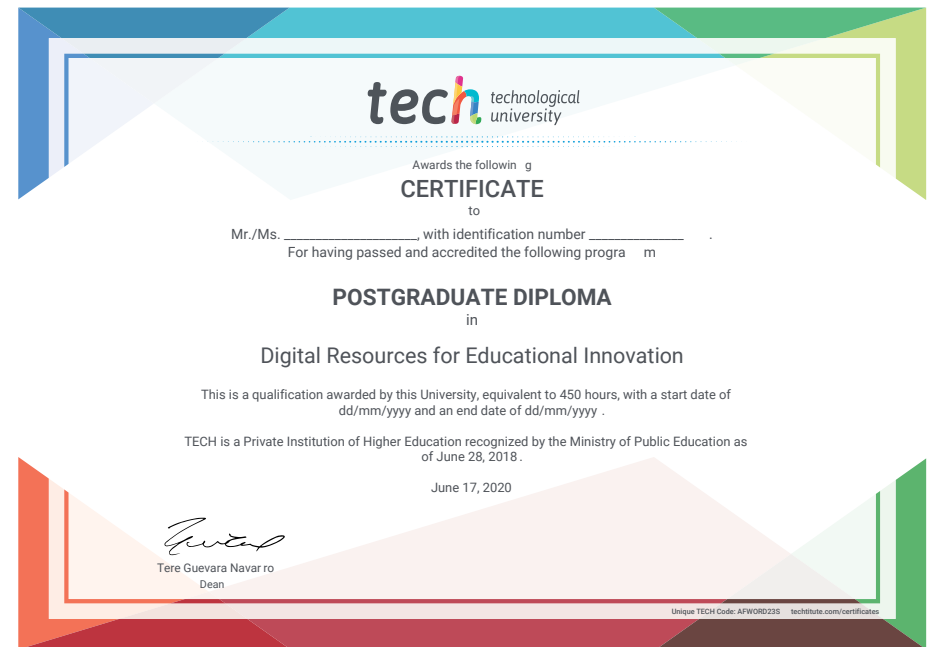 tech technological
university
Awards the followin g
CERTIFICATE
to
Mr./Ms. _____________________, with identification number _______________ .
For having passed and accredited the following progra m
POSTGRADUATE DIPLOMA
in
Digital Resources for Educational Innovation
This is a qualification awarded by this University, equivalent to 450 hours, with a start date of
dd/mm/yyyy and an end date of dd/mm/yyyy .
TECH is a Private Institution of Higher Education recognized by the Ministry of Public Education as
of June 28, 2018 .
June 17, 2020
Tere Guevara Navar ro
Dean
Unique TECH Code: AFWORD23S techtitute.com/certificates